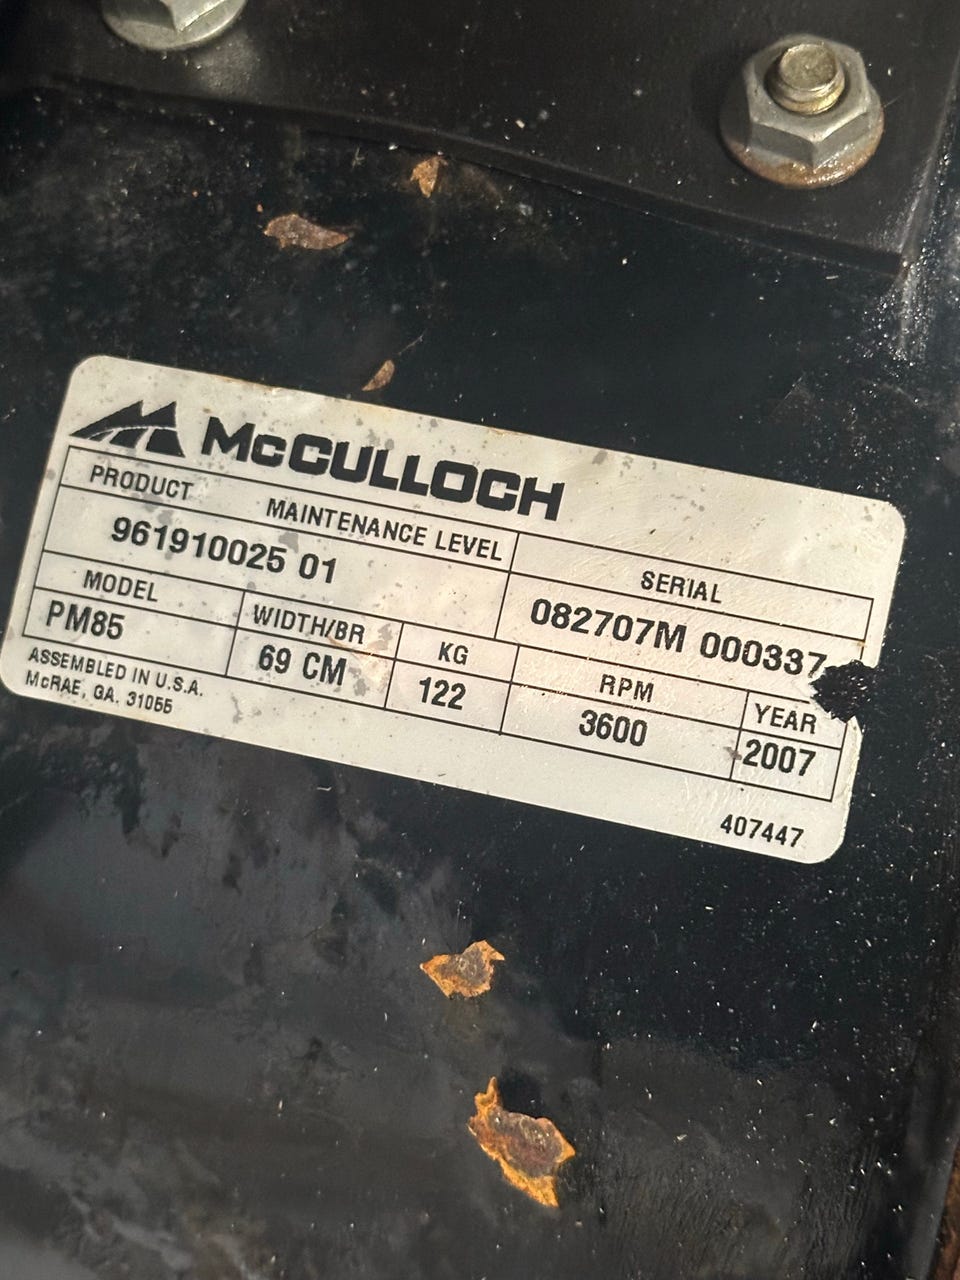 McCULLOCH
PRODUCT MAINTENANCE LEVEL
961910025 01
SERIAL
082707M 000337
MODEL
PM85
WIDTH/BR
69 CM
KG
122
RPM
3600
YEAR
2007
ASSEMBLED IN U.S.A.
McRAE, GA. 31055
407447